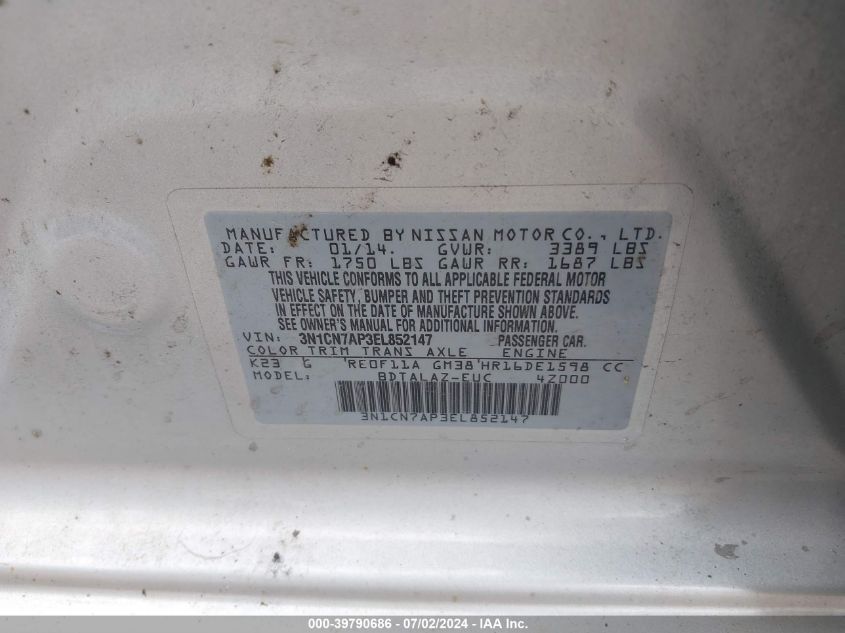 MANUFACTURED BY NISSAN MOTOR CO., LTD.
DATE: 01/14. GVWR: 3389 LBS
GAWR FR: 1750 LBS GAWR RR: 1687 LBS
THIS VEHICLE CONFORMS TO ALL APPLICABLE FEDERAL MOTOR
VEHICLE SAFETY, BUMPER AND THEFT PREVENTION STANDARDS
IN EFFECT ON THE DATE OF MANUFACTURE SHOWN ABOVE.
SEE OWNER'S MANUAL FOR ADDITIONAL INFORMATION.
VIN: 3N1CN7AP3EL852147 PASSENGER CAR.
COLOR TRIM TRANS AXLE ENGINE
K23 G 'RE0F11A GM38'HR16DE1598 CC
MODEL: BDTALAZ-EUC 4Z000
3N1CN7AP3EL852147
000-39790686 - 07/02/2024 - IAA Inc.